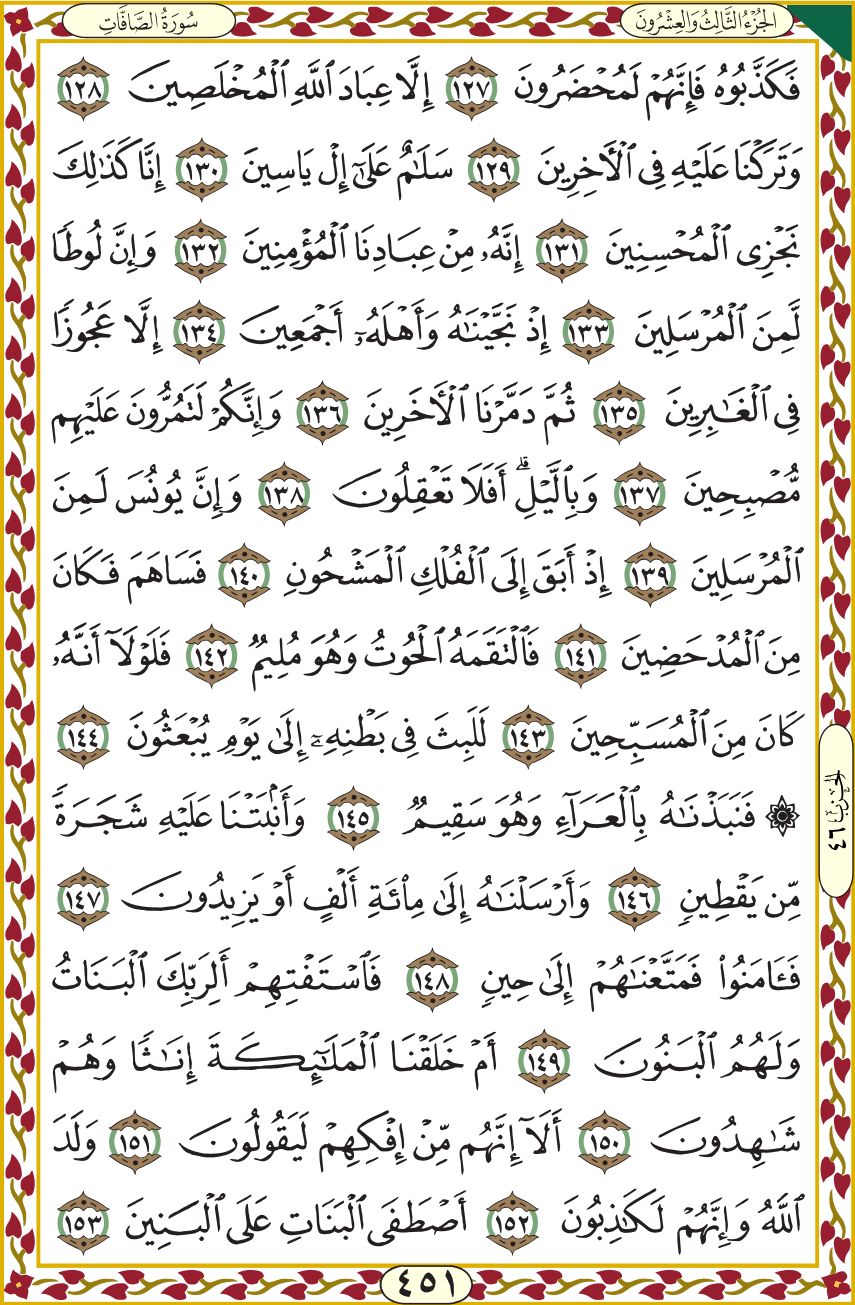 الجُزءُ الثَّالِثُ وَالعِشْرُونَ
سُورَةُ الصَّافَّاتِ
فَكَذَّبُوهُ فَإِنَّهُمْ لَمُحْضَرُونَ ١٢٧ إِلَّا عِبَادَ ٱللَّهِ ٱلْمُخْلَصِينَ ١٢٨
وَتَرَكْنَا عَلَيْهِ فِى ٱلْـَٔاخِرِينَ ١٢٩ سَلَـٰمٌ عَلَىٰٓ إِلْ يَاسِينَ ١٣٠ إِنَّا كَذَٰلِكَ
نَجْزِى ٱلْمُحْسِنِينَ ١٣١ إِنَّهُۥ مِنْ عِبَادِنَا ٱلْمُؤْمِنِينَ ١٣٢ وَإِنَّ لُوطًا
لَّمِنَ ٱلْمُرْسَلِينَ ١٣٣ إِذْ نَجَّيْنَـٰهُ وَأَهْلَهُۥٓ أَجْمَعِينَ ١٣٤ إِلَّا عَجُوزًا
فِى ٱلْغَـٰبِرِينَ ١٣٥ ثُمَّ دَمَّرْنَا ٱلْـَٔاخَرِينَ ١٣٦ وَإِنَّكُمْ لَتَمُرُّونَ عَلَيْهِم
مُّصْبِحِينَ ١٣٧ وَبِٱلَّيْلِ ۗ أَفَلَا تَعْقِلُونَ ١٣٨ وَإِنَّ يُونُسَ لَمِنَ
ٱلْمُرْسَلِينَ ١٣٩ إِذْ أَبَقَ إِلَى ٱلْفُلْكِ ٱلْمَشْحُونِ ١٤٠ فَسَاهَمَ فَكَانَ
مِنَ ٱلْمُدْحَضِينَ ١٤١ فَٱلْتَقَمَهُ ٱلْحُوتُ وَهُوَ مُلِيمٌ ١٤٢ فَلَوْلَآ أَنَّهُۥ
كَانَ مِنَ ٱلْمُسَبِّحِينَ ١٤٣ لَلَبِثَ فِى بَطْنِهِۦٓ إِلَىٰ يَوْمِ يُبْعَثُونَ ١٤٤
۞ فَنَبَذْنَـٰهُ بِٱلْعَرَآءِ وَهُوَ سَقِيمٌ ١٤٥ وَأَنۢبَتْنَا عَلَيْهِ شَجَرَةً
مِّن يَقْطِينٍ ١٤٦ وَأَرْسَلْنَـٰهُ إِلَىٰ مِا۟ئَةِ أَلْفٍ أَوْ يَزِيدُونَ ١٤٧
فَـَٔامَنُوا۟ فَمَتَّعْنَـٰهُمْ إِلَىٰ حِينٍ ١٤٨ فَٱسْتَفْتِهِمْ أَلِرَبِّكَ ٱلْبَنَاتُ
وَلَهُمُ ٱلْبَنُونَ ١٤٩ أَمْ خَلَقْنَا ٱلْمَلَـٰٓئِكَةَ إِنَـٰثًا وَهُمْ
شَـٰهِدُونَ ١٥٠ أَلَآ إِنَّهُم مِّنْ إِفْكِهِمْ لَيَقُولُونَ ١٥١ وَلَدَ
ٱللَّهُ وَإِنَّهُمْ لَكَـٰذِبُونَ ١٥٢ أَصْطَفَى ٱلْبَنَاتِ عَلَى ٱلْبَنِينَ ١٥٣
الحِزبُ ٤٦
٤٥١